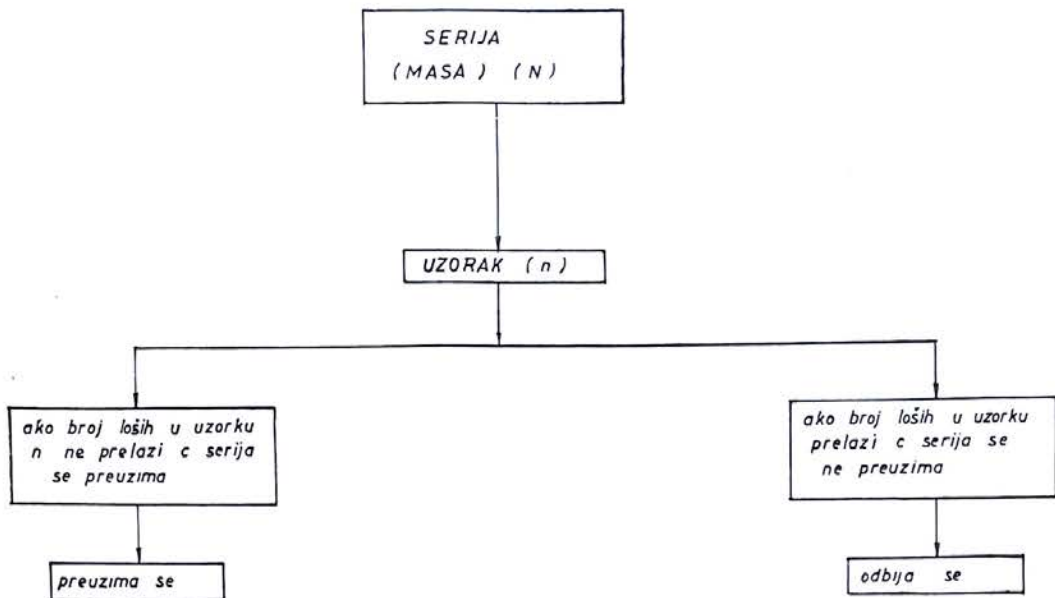 SERIJA
(MASA) (N)
UZORAK (n)
ako broj loših u uzorku
n ne prelazi c serija
se preuzima
ako broj loših u uzorku
prelazi c serija se
ne preuzima
preuzima se
odbija se